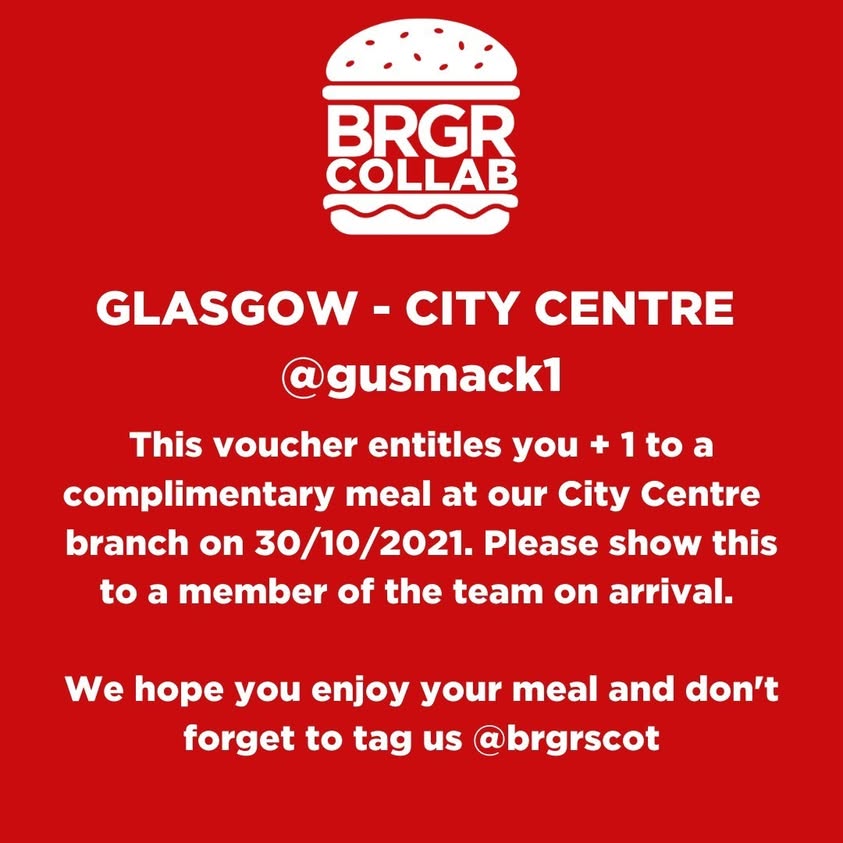 BRGR
COLLAB
GLASGOW - CITY CENTRE
@gusmack1
This voucher entitles you + 1 to a
complimentary meal at our City Centre
branch on 30/10/2021. Please show this
to a member of the team on arrival.
We hope you enjoy your meal and don't
forget to tag us @brgrscot